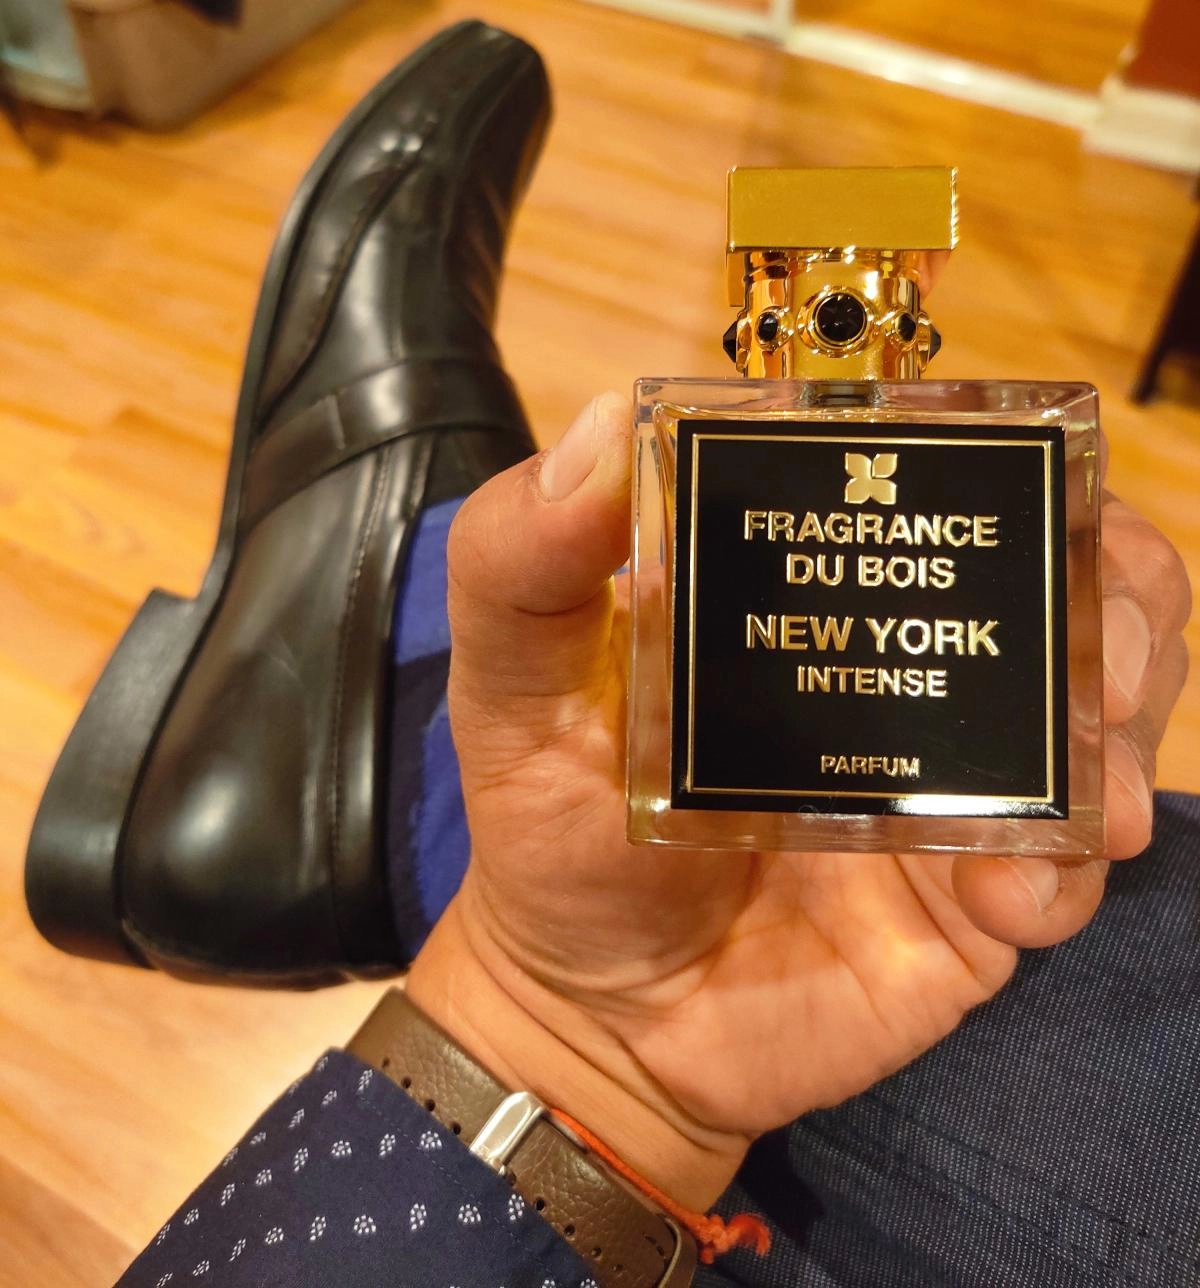 FRAGRANCE
DU BOIS
NEW YORK
INTENSE
PARFUM